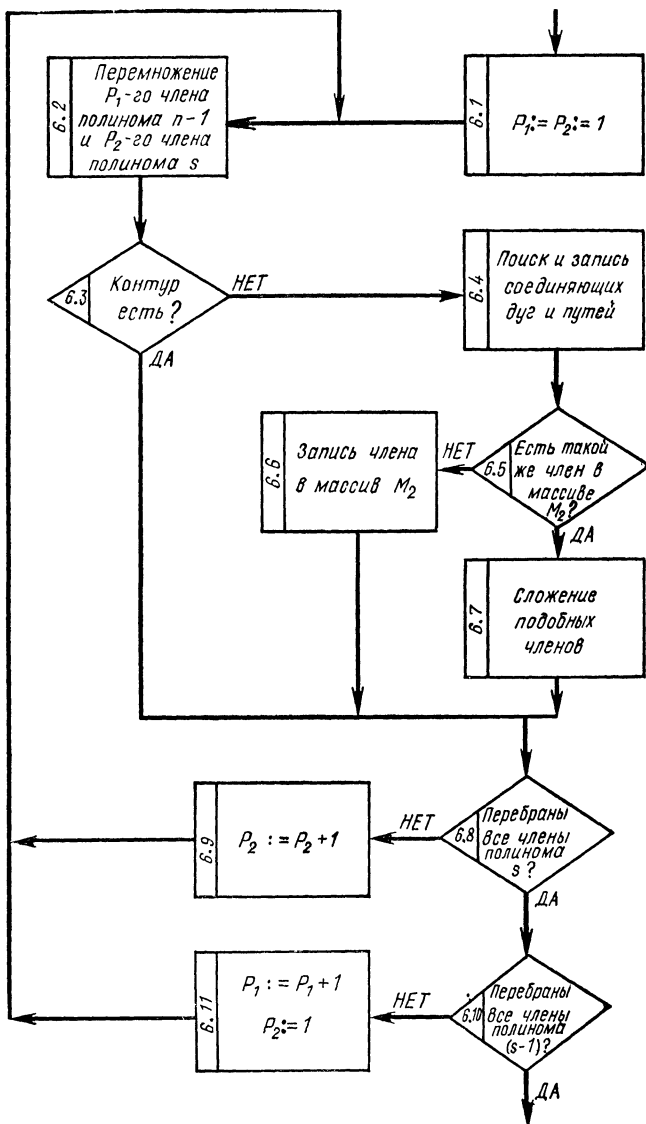 6.2
Перемножение
P₁-го члена
полинома n-1
и P₂-го члена
полинома s
6.1
P₁:= P₂:= 1
6.3
Контур
есть?
НЕТ
ДА
6.4
Поиск и запись
соединяющих
дуг и путей
6.5
Есть такой
же член в
массиве
M₂?
НЕТ
ДА
6.6
Запись члена
в массив M₂
6.7
Сложение
подобных
членов
6.8
Перебраны
все члены
полинома
s?
НЕТ
ДА
6.9
P₂ := P₂+1
6.10
Перебраны
все члены
полинома
(s-1)?
НЕТ
ДА
6.11
P₁ := P₁+1
P₂:= 1